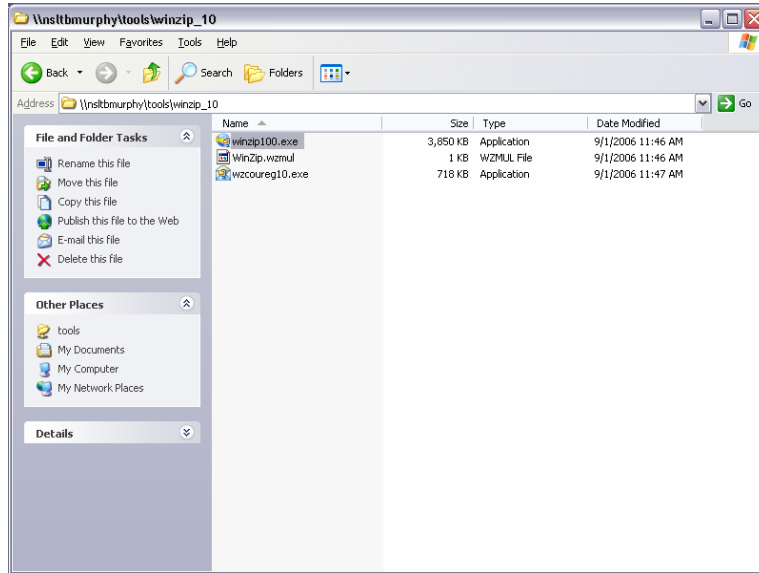 \\nsltbmurphy\tools\winzip_10
File Edit View Favorites Tools Help
Back Search Folders
Address \\nsltbmurphy\tools\winzip_10 Go
Name Size Type Date Modified
File and Folder Tasks
Rename this file
Move this file
Copy this file
Publish this file to the Web
E-mail this file
Delete this file
Other Places
tools
My Documents
My Computer
My Network Places
Details
winzip100.exe 3,850 KB Application 9/1/2006 11:46 AM
WinZip.wzmul 1 KB WZMUL File 9/1/2006 11:46 AM
wzcoureg10.exe 718 KB Application 9/1/2006 11:47 AM